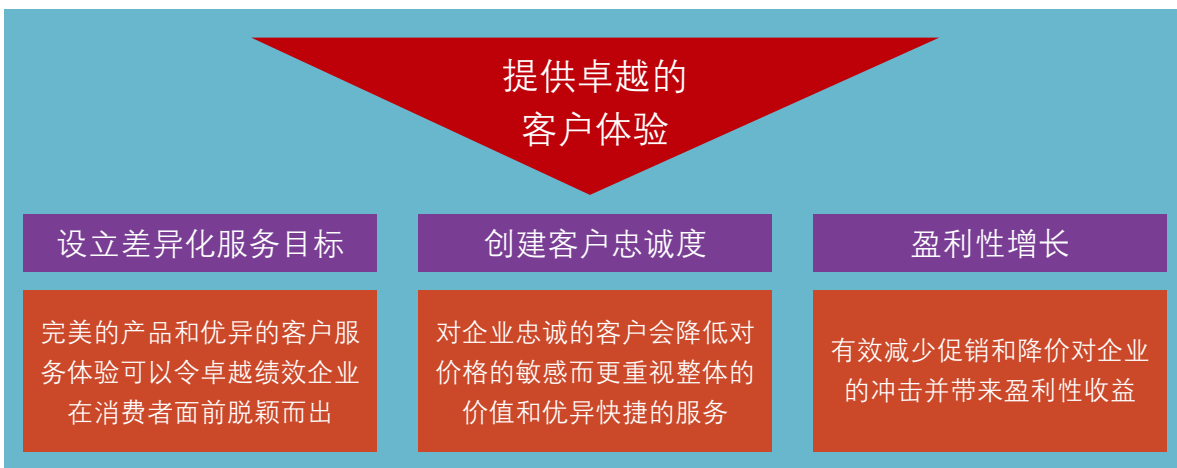 提供卓越的
客户体验
设立差异化服务目标
创建客户忠诚度
盈利性增长
完美的产品和优异的客户服
务体验可以令卓越绩效企业
在消费者面前脱颖而出
对企业忠诚的客户会降低对
价格的敏感而更重视整体的
价值和优异快捷的服务
有效减少促销和降价对企业
的冲击并带来盈利性收益